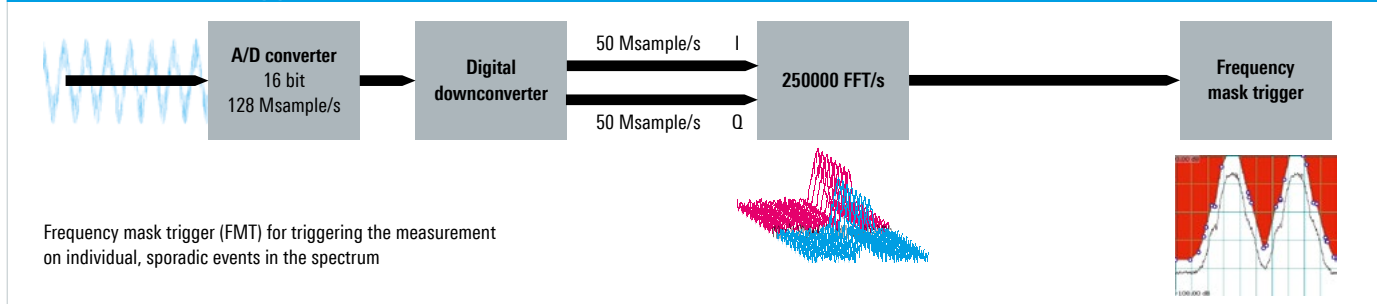 A/D converter
16 bit
128 Msample/s
Digital
downconverter
50 Msample/s I
50 Msample/s Q
250000 FFT/s
Frequency
mask trigger
Frequency mask trigger (FMT) for triggering the measurement
on individual, sporadic events in the spectrum